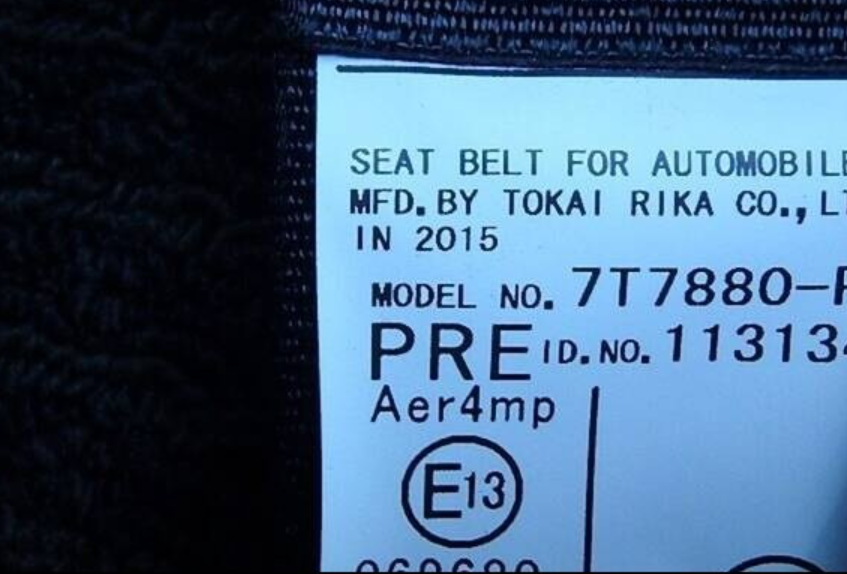 SEAT BELT FOR AUTOMOBILE
MFD. BY TOKAI RIKA CO.,
IN 2015
MODEL NO. 7T7880-
PRE ID.NO. 11313
Aer4mp
E13